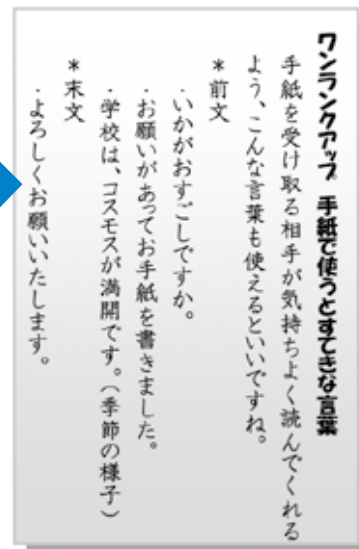 ワンランクアップ 手紙で使うとすてきな言葉
手紙を受け取る相手が気持ちよく読んでくれる
よう、こんな言葉も使えるといいですね。
*前文
・いかがおすごしですか。
・お願いがあってお手紙を書きました。
・学校は、コスモスが満開です。(季節の様子)
*末文
・よろしくお願いいたします。